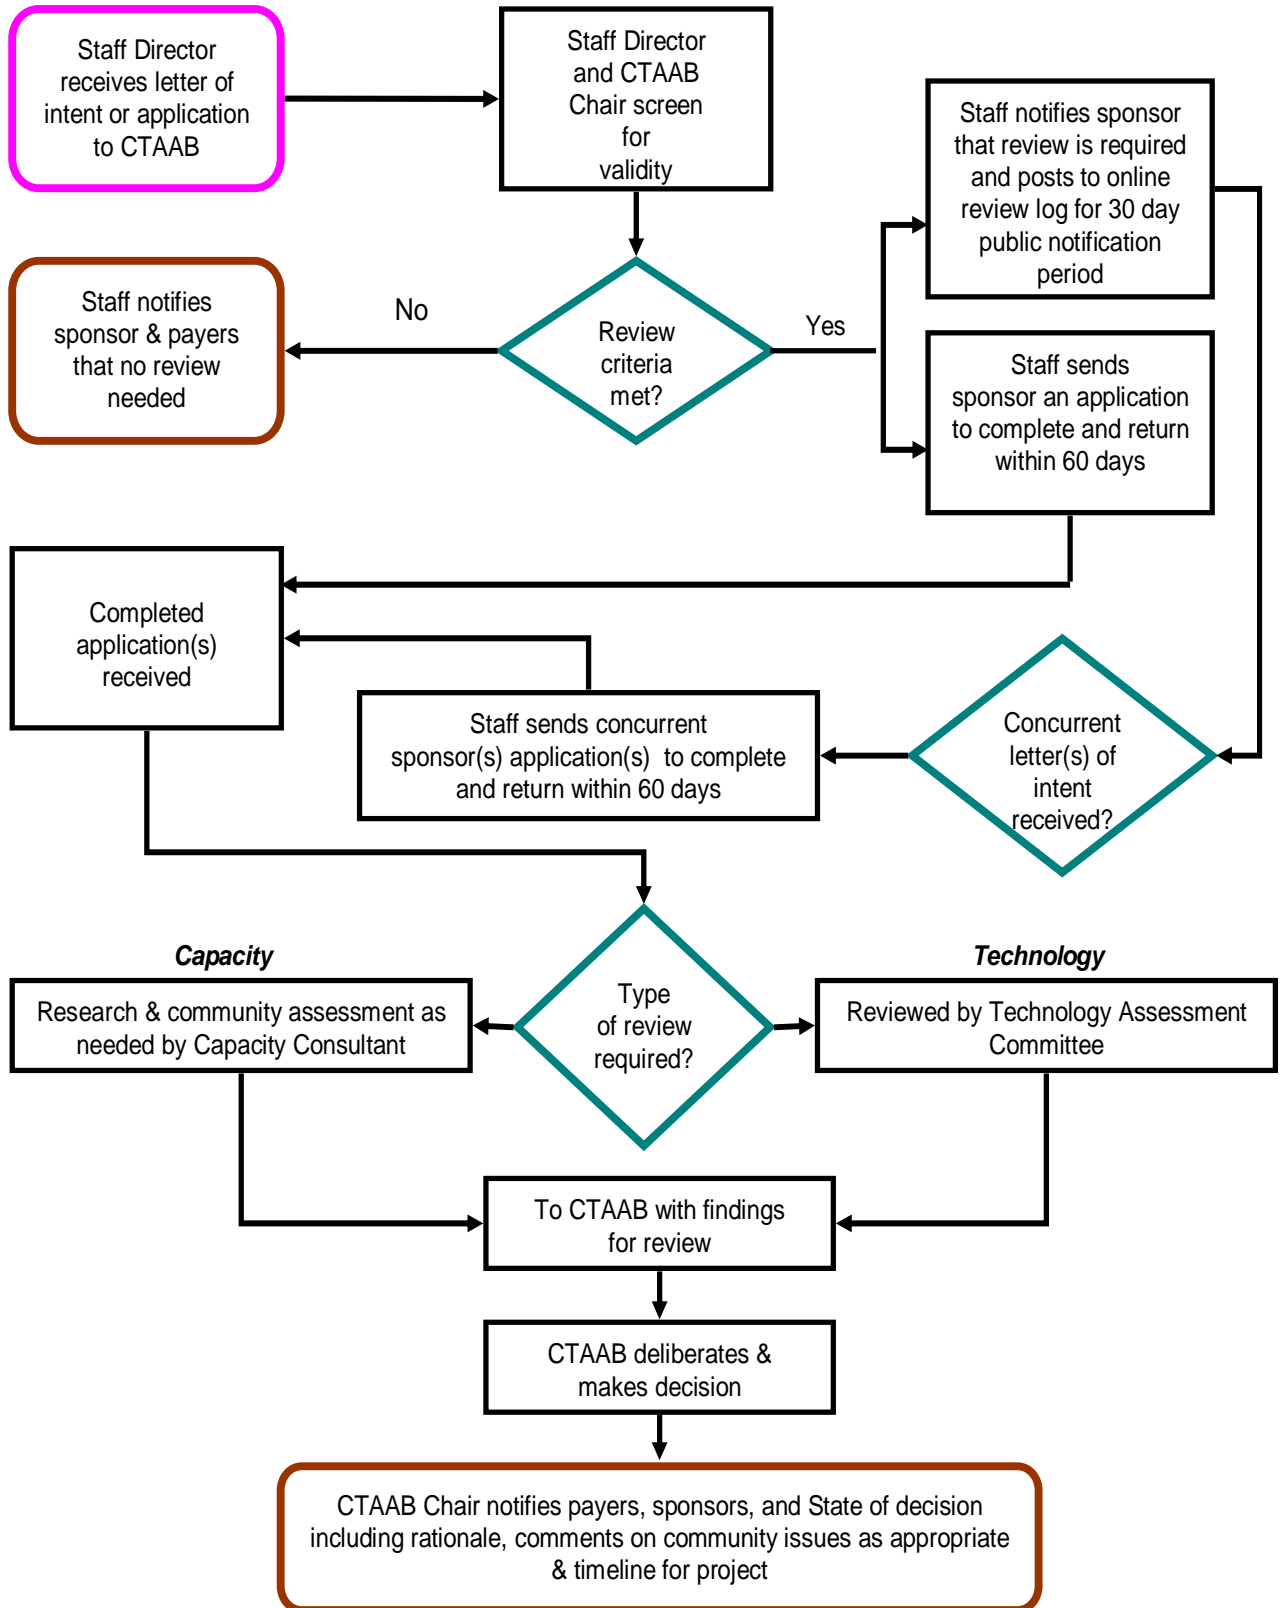 Staff Director
receives letter of
intent or application
to CTAAB
Staff Director
and CTAAB
Chair screen
for
validity
Staff notifies sponsor
that review is required
and posts to online
review log for 30 day
public notification
period
Staff notifies
sponsor & payers
that no review
needed
No
Review
criteria
met?
Yes
Staff sends
sponsor an application
to complete and return
within 60 days
Completed
application(s)
received
Staff sends concurrent
sponsor(s) application(s) to complete
and return within 60 days
Concurrent
letter(s) of
intent
received?
Capacity
Research & community assessment as
needed by Capacity Consultant
Type
of review
required?
Technology
Reviewed by Technology Assessment
Committee
To CTAAB with findings
for review
CTAAB deliberates &
makes decision
CTAAB Chair notifies payers, sponsors, and State of decision
including rationale, comments on community issues as appropriate
& timeline for project